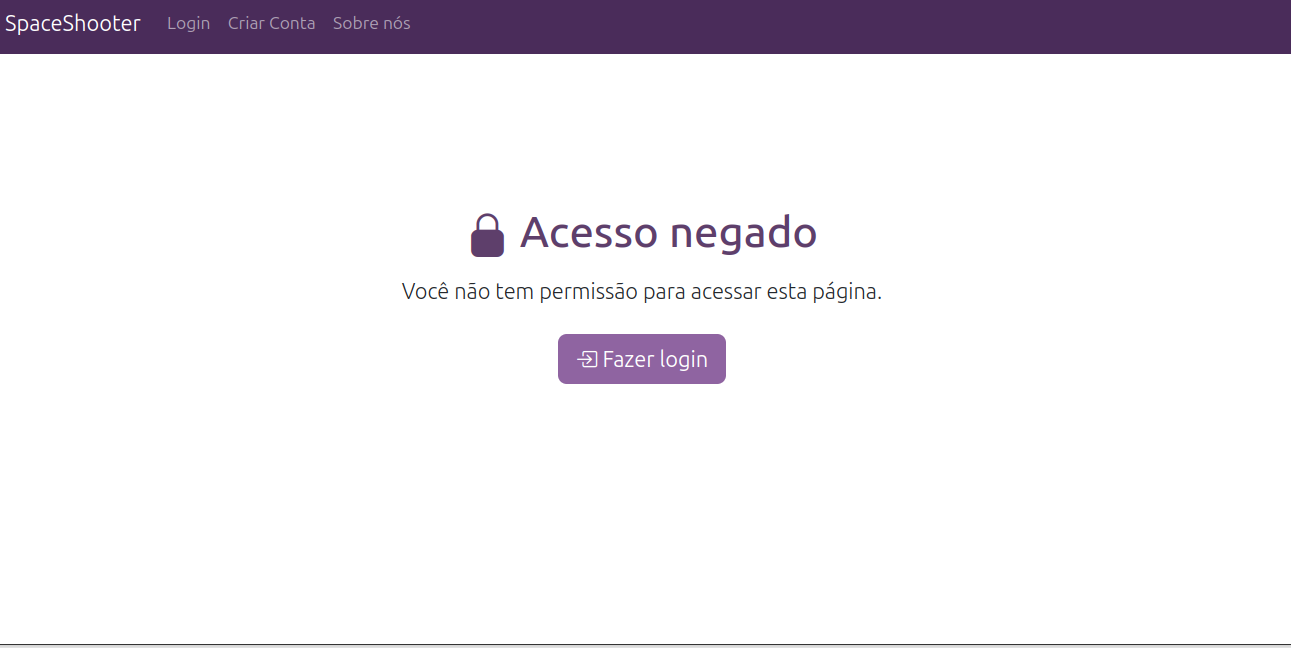 SpaceShooter Login Criar Conta Sobre nós
Acesso negado
Você não tem permissão para acessar esta página.
Fazer login